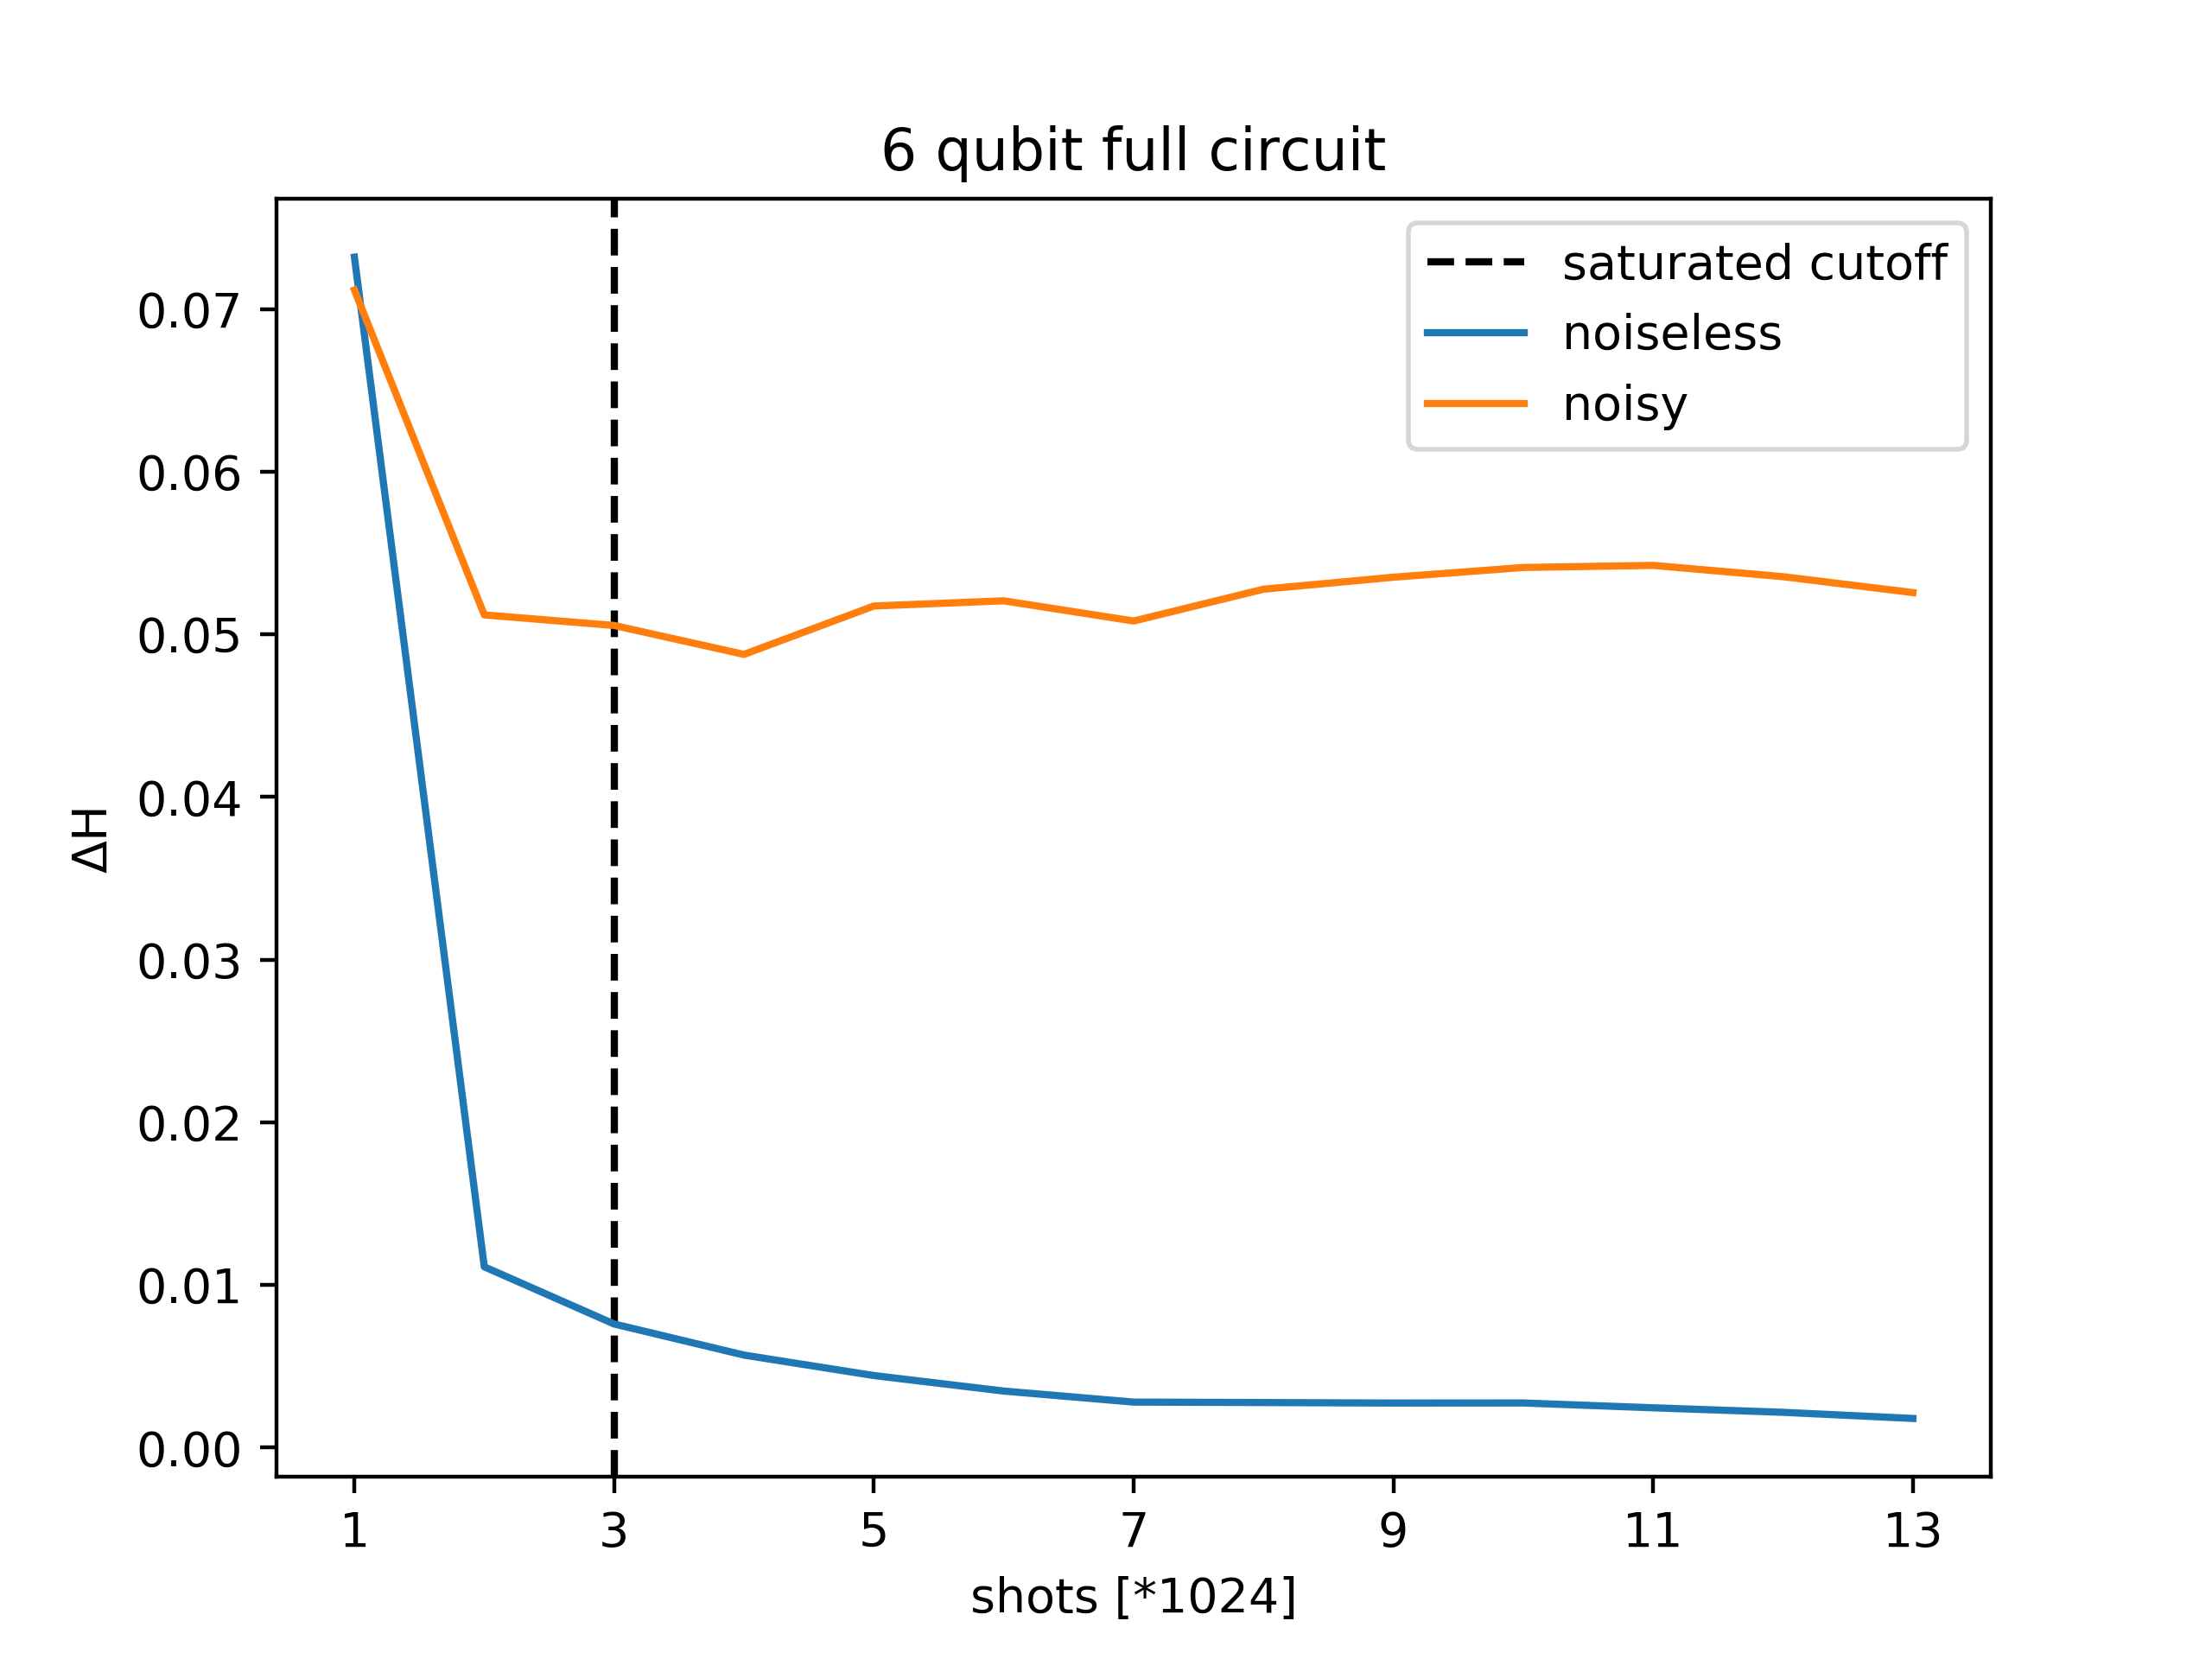 6 qubit full circuit
saturated cutoff
noiseless
noisy
ΔH
0.07
0.06
0.05
0.04
0.03
0.02
0.01
0.00
1 3 5 7 9 11 13
shots [*1024]